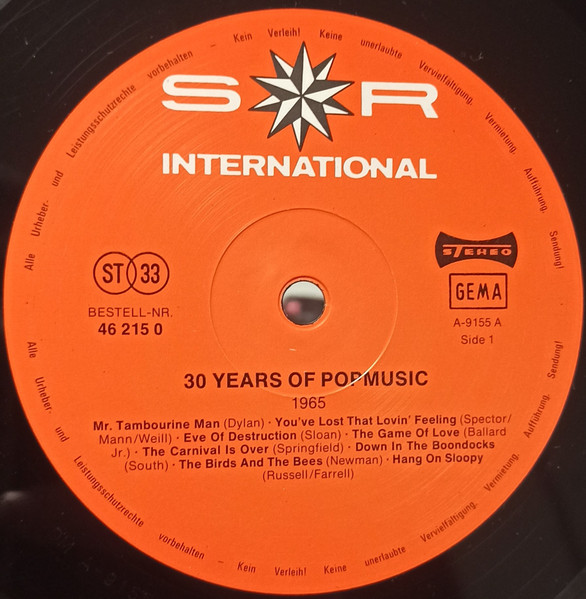 Alle Urheber- und Leistungsschutzrechte vorbehalten Kein Verleih! Keine unerlaubte Vervielfältigung, Vermietung, Aufführung, Sendung!
S R
INTERNATIONAL
ST 33
BESTELL-NR.
46 215 0
STEREO
GEMA
A-9155 A
Side 1
30 YEARS OF POPMUSIC
1965
Mr. Tambourine Man (Dylan) · You've Lost That Lovin' Feeling (Spector/
Mann/Weill) · Eve Of Destruction (Sloan) · The Game Of Love (Ballard
Jr.) · The Carnival Is Over (Springfield) · Down In The Boondocks
(South) · The Birds And The Bees (Newman) · Hang On Sloopy
(Russell/Farrell)
Alle Urheber- und Leistungsschutzrechte vorbehalten Kein Verleih! Keine unerlaubte Vervielfältigung, Vermietung, Aufführung, Sendung!